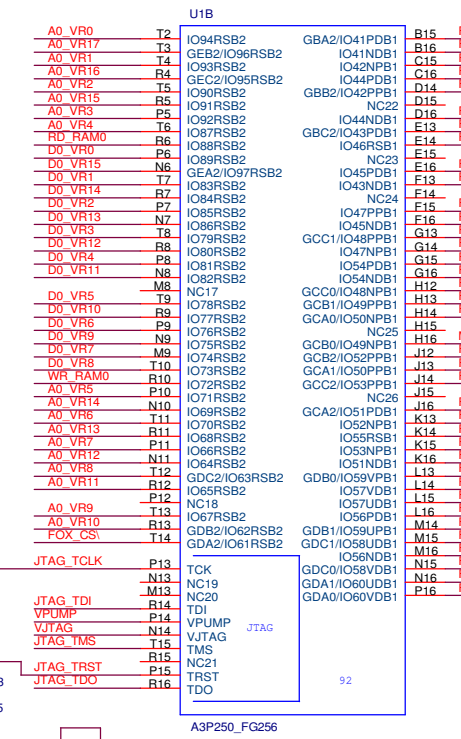 U1B
A0_VR0 T2 IO94RSB2 GBA2/IO41PDB1 B15
A0_VR17 T3 GEB2/IO96RSB2 IO41NDB1 B16
A0_VR1 T4 IO93RSB2 IO42NPB1 C15
A0_VR16 R4 GEC2/IO95RSB2 IO44PDB1 C16
A0_VR2 T5 IO90RSB2 GBB2/IO42PPB1 D14
A0_VR15 R5 IO91RSB2 NC22 D15
A0_VR3 P5 IO92RSB2 IO44NDB1 D16
A0_VR4 T6 IO87RSB2 GBC2/IO43PDB1 E13
RD_RAM0 R6 IO88RSB2 IO46RSB1 E14
D0_VR0 P6 IO89RSB2 NC23 E15
D0_VR15 N6 GEA2/IO97RSB2 IO45PDB1 E16
D0_VR1 T7 IO83RSB2 IO43NDB1 F13
D0_VR14 R7 IO84RSB2 NC24 F14
D0_VR2 P7 IO85RSB2 IO47PPB1 F15
D0_VR13 N7 IO86RSB2 IO45NDB1 F16
D0_VR3 T8 IO79RSB2 GCC1/IO48PPB1 G13
D0_VR12 R8 IO80RSB2 IO47NPB1 G14
D0_VR4 P8 IO81RSB2 IO54PDB1 G15
D0_VR11 N8 IO82RSB2 IO54NDB1 G16
M8 NC17 GCC0/IO48NPB1 H12
D0_VR5 T9 IO78RSB2 GCB1/IO49PPB1 H13
D0_VR10 R9 IO77RSB2 GCA0/IO50NPB1 H14
D0_VR6 P9 IO76RSB2 NC25 H15
D0_VR9 N9 IO75RSB2 GCB0/IO49NPB1 H16
D0_VR7 M9 IO74RSB2 GCB2/IO52PPB1 J12
D0_VR8 T10 IO73RSB2 GCA1/IO50PPB1 J13
WR_RAM0 R10 IO72RSB2 GCC2/IO53PPB1 J14
A0_VR5 P10 IO71RSB2 NC26 J15
A0_VR14 N10 IO69RSB2 GCA2/IO51PDB1 J16
A0_VR6 T11 IO70RSB2 IO52NPB1 K13
A0_VR13 R11 IO68RSB2 IO55RSB1 K14
A0_VR7 P11 IO66RSB2 IO53NPB1 K15
A0_VR12 N11 IO64RSB2 IO51NDB1 K16
A0_VR8 T12 GDC2/IO63RSB2 GDB0/IO59VPB1 L13
A0_VR11 R12 IO65RSB2 IO57VDB1 L14
P12 NC18 IO57UDB1 L15
A0_VR9 T13 IO67RSB2 IO56PDB1 L16
A0_VR10 R13 GDB2/IO62RSB2 GDB1/IO59UPB1 M14
FOX_CS\ T14 GDA2/IO61RSB2 GDC1/IO58UDB1 M15
IO56NDB1 M16
JTAG_TCLK P13 TCK GDC0/IO58VDB1 N15
N13 NC19 GDA1/IO60UDB1 N16
M13 NC20 GDA0/IO60VDB1 P16
JTAG_TDI R14 TDI
VPUMP P14 VPUMP
VJTAG N14 VJTAG JTAG
JTAG_TMS T15 TMS
R15 NC21
JTAG_TRST P15 TRST
JTAG_TDO R16 TDO 92
A3P250_FG256